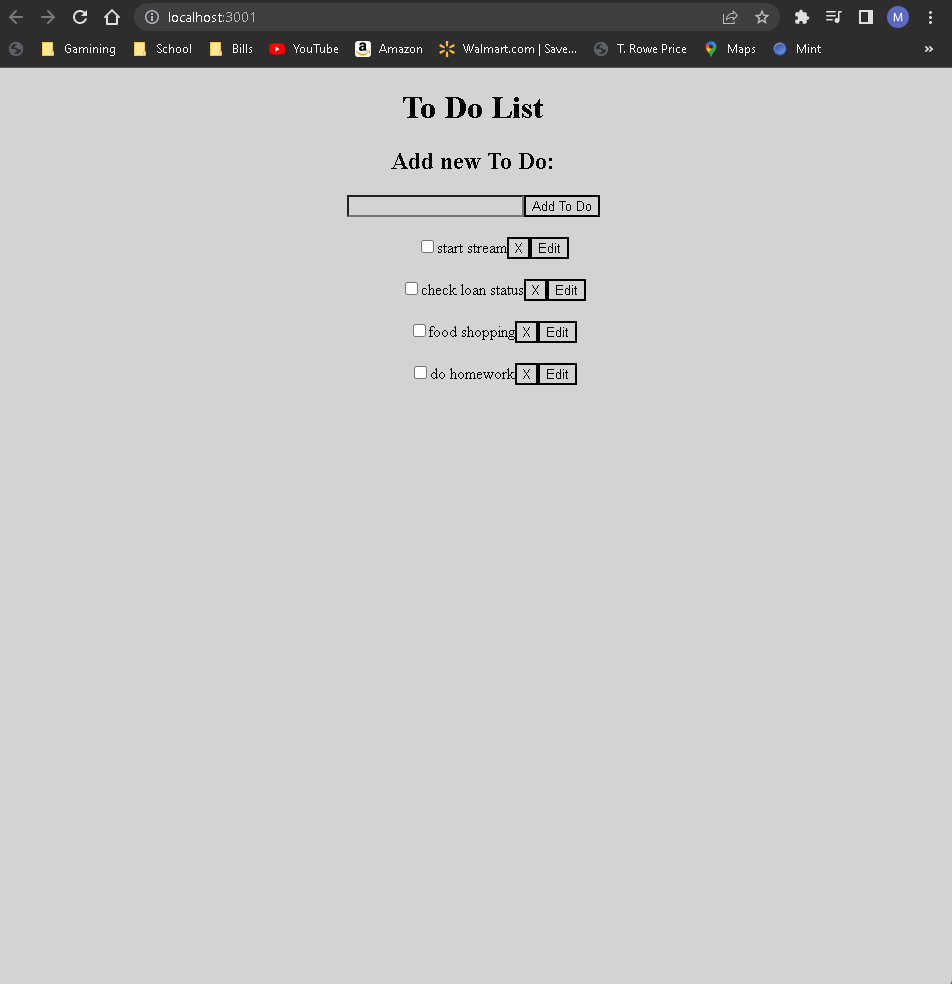 localhost:3001
M
Gamining School Bills YouTube Amazon Walmart.com | Save... T. Rowe Price Maps Mint »
To Do List
Add new To Do:
Add To Do
start stream X Edit
check loan status X Edit
food shopping X Edit
do homework X Edit